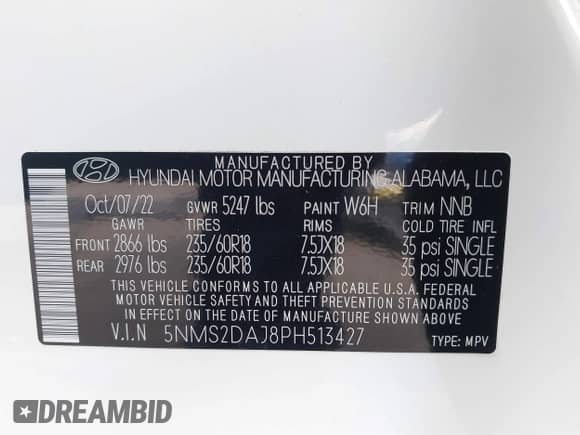 MANUFACTURED BY
HYUNDAI MOTOR MANUFACTURING ALABAMA, LLC
Oct/07/22 GVWR 5247 lbs PAINT W6H TRIM NNB
GAWR TIRES RIMS COLD TIRE INFL
FRONT 2866 lbs 235/60R18 7.5JX18 35 psi SINGLE
REAR 2976 lbs 235/60R18 7.5JX18 35 psi SINGLE
THIS VEHICLE CONFORMS TO ALL APPLICABLE U.S.A. FEDERAL
MOTOR VEHICLE SAFETY AND THEFT PREVENTION STANDARDS
IN EFFECT ON THE DATE OF MANUFACTURE SHOWN ABOVE.
V.I.N 5NMS2DAJ8PH513427 TYPE: MPV
DREAMBID